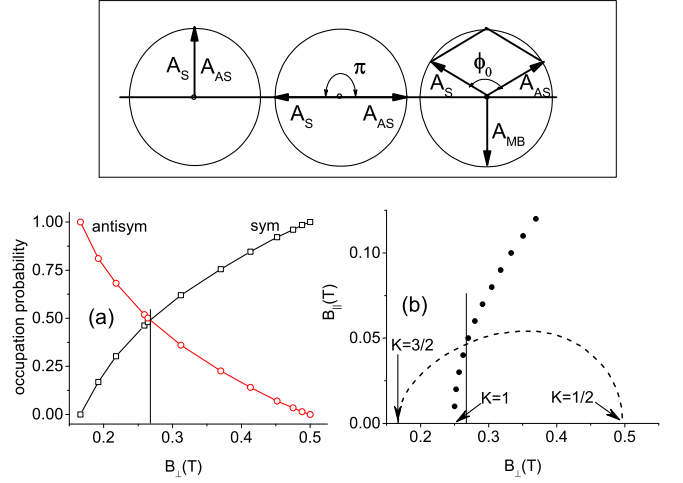 A_S A_AS
π
A_S A_AS
ϕ_0
A_S A_AS
A_MB
1.00
0.75
0.50
0.25
0.00
occupation probability
antisym
sym
(a)
0.2 0.3 0.4 0.5
B_⊥(T)
0.10
0.05
0.00
B_||(T)
(b)
K=3/2
K=1
K=1/2
0.2 0.3 0.4 0.5
B_⊥(T)